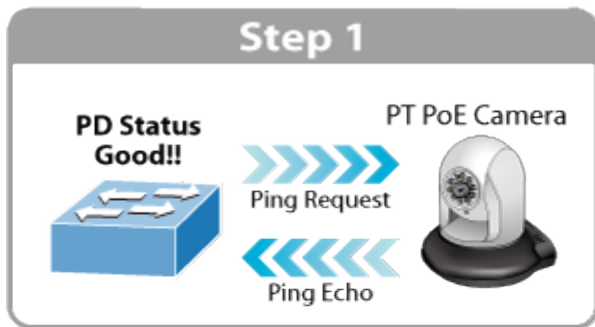 Step 1
PD Status
Good!!
PT PoE Camera
Ping Request
Ping Echo